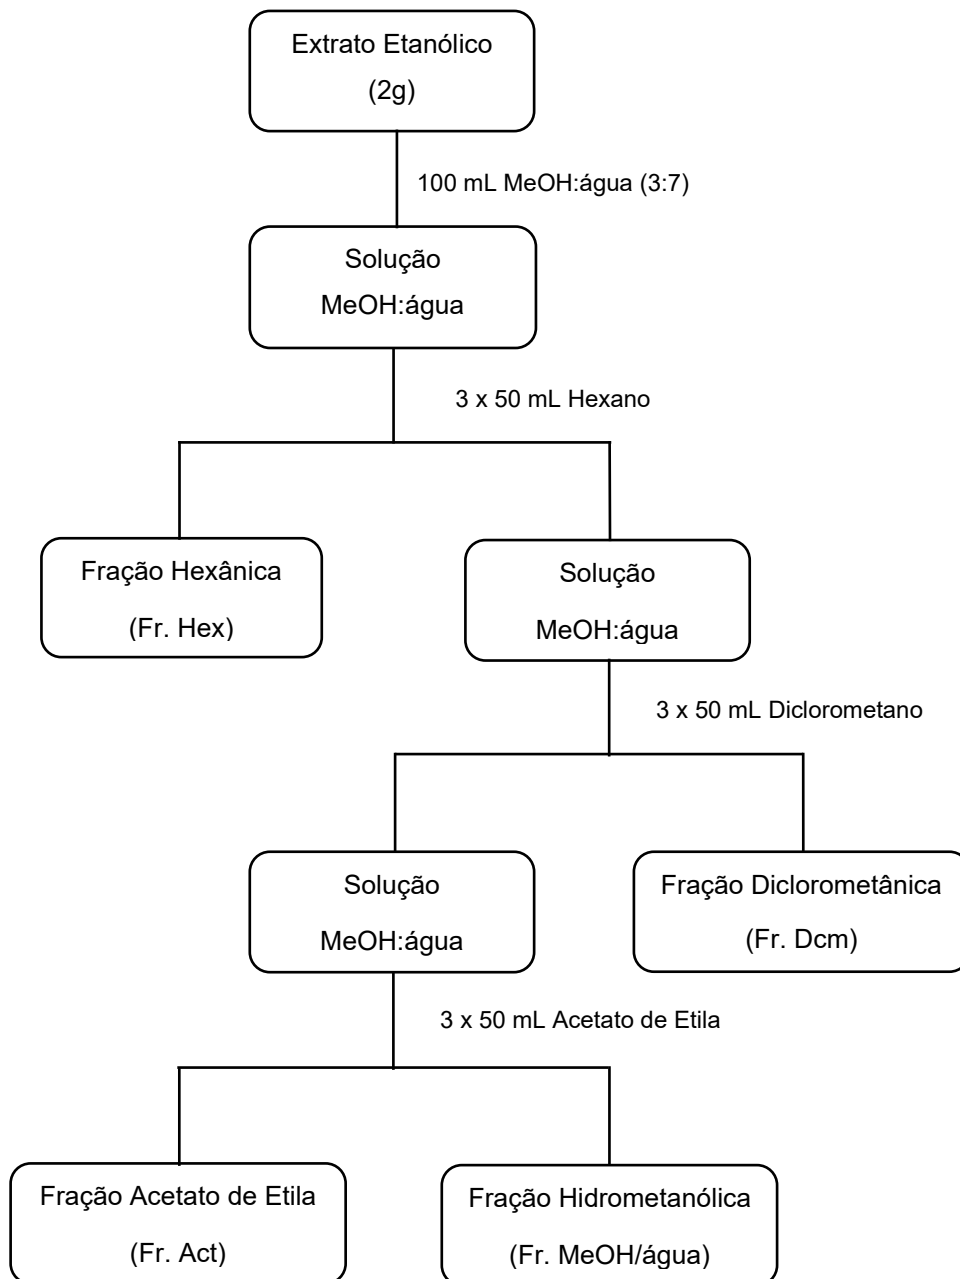 Extrato Etanólico
(2g)
100 mL MeOH:água (3:7)
Solução
MeOH:água
3 x 50 mL Hexano
Fração Hexânica
(Fr. Hex)
Solução
MeOH:água
3 x 50 mL Diclorometano
Solução
MeOH:água
Fração Diclorometânica
(Fr. Dcm)
3 x 50 mL Acetato de Etila
Fração Acetato de Etila
(Fr. Act)
Fração Hidrometanólica
(Fr. MeOH/água)